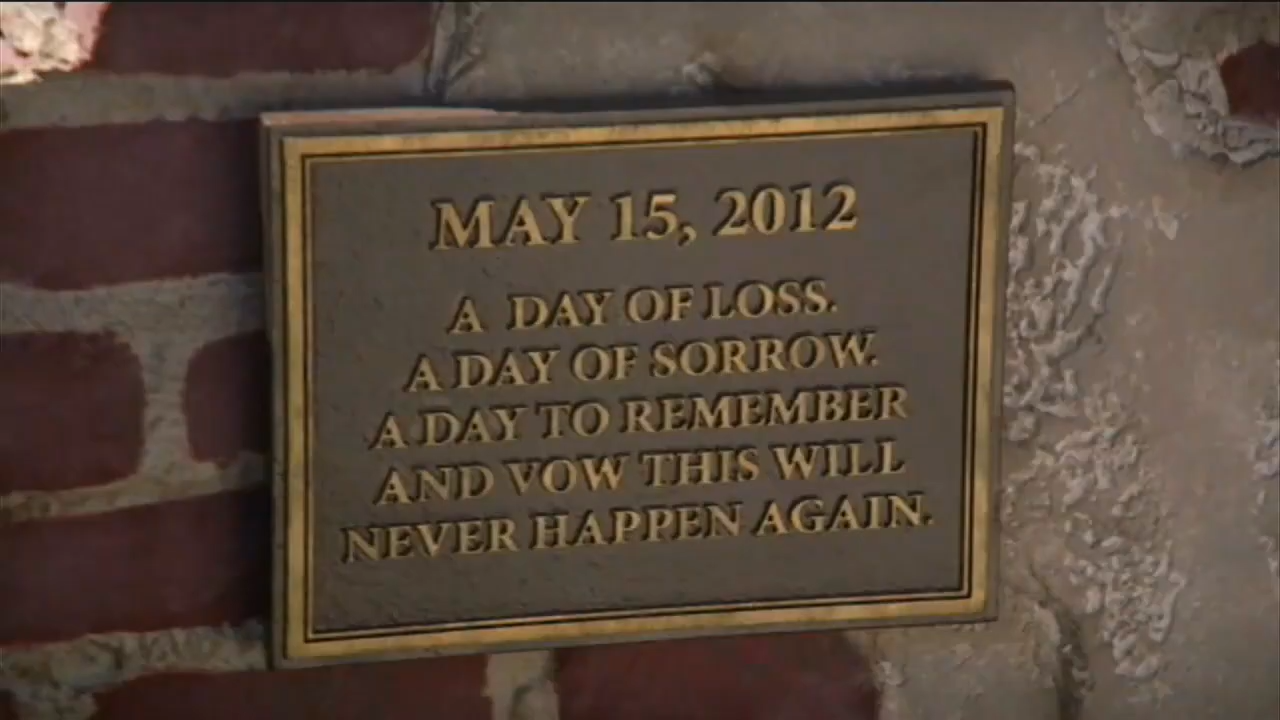 MAY 15, 2012
A DAY OF LOSS.
A DAY OF SORROW.
A DAY TO REMEMBER
AND VOW THIS WILL
NEVER HAPPEN AGAIN.